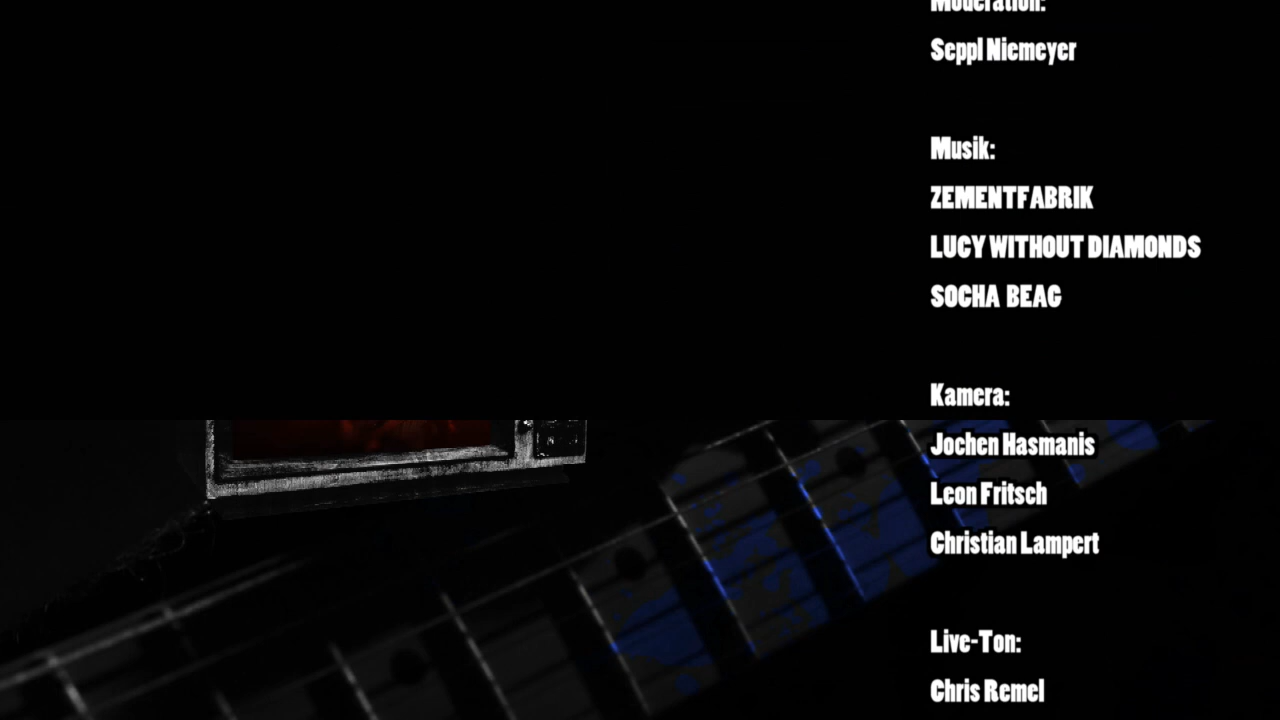 Moderation:
Seppl Niemeyer
Musik:
ZEMENTFABRIK
LUCY WITHOUT DIAMONDS
SOCHA BEAG
Kamera:
Jochen Hasmanis
Leon Fritsch
Christian Lampert
Live-Ton:
Chris Remel